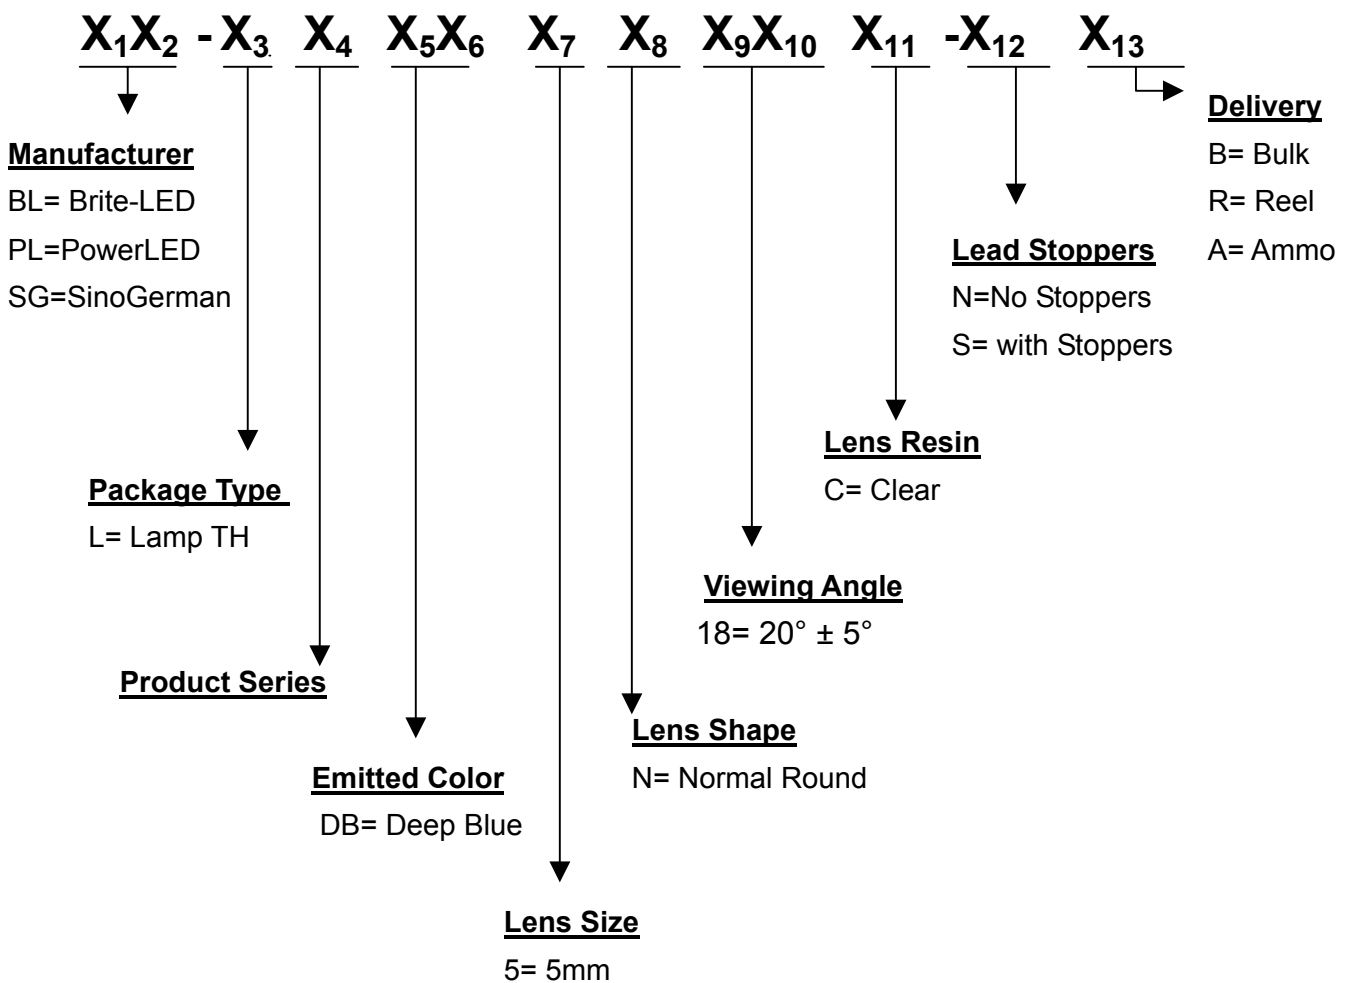 X1X2 - X3 X4 X5X6 X7 X8 X9X10 X11 -X12 X13
Delivery
B= Bulk
R= Reel
A= Ammo
Manufacturer
BL= Brite-LED
PL=PowerLED
SG=SinoGerman
Lead Stoppers
N=No Stoppers
S= with Stoppers
Lens Resin
C= Clear
Package Type
L= Lamp TH
Viewing Angle
18= 20° ± 5°
Product Series
Lens Shape
N= Normal Round
Emitted Color
DB= Deep Blue
Lens Size
5= 5mm